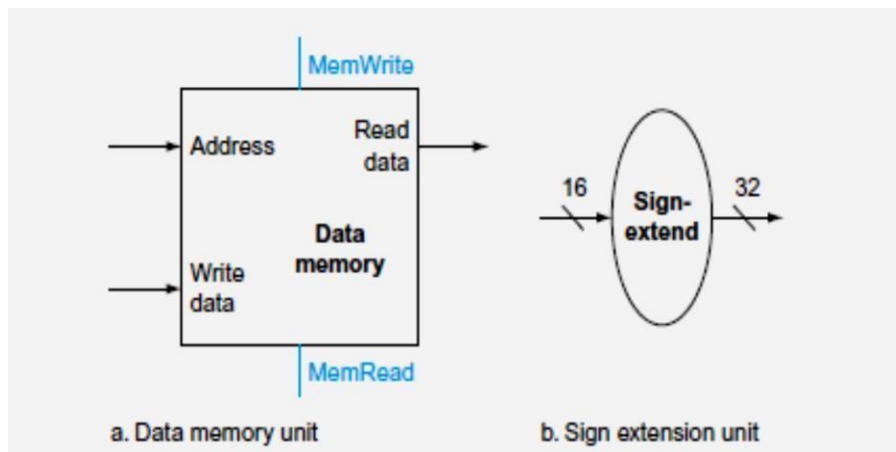 MemWrite
Address
Read
data
Data
memory
Write
data
MemRead
16
Sign-
extend
32
a. Data memory unit
b. Sign extension unit